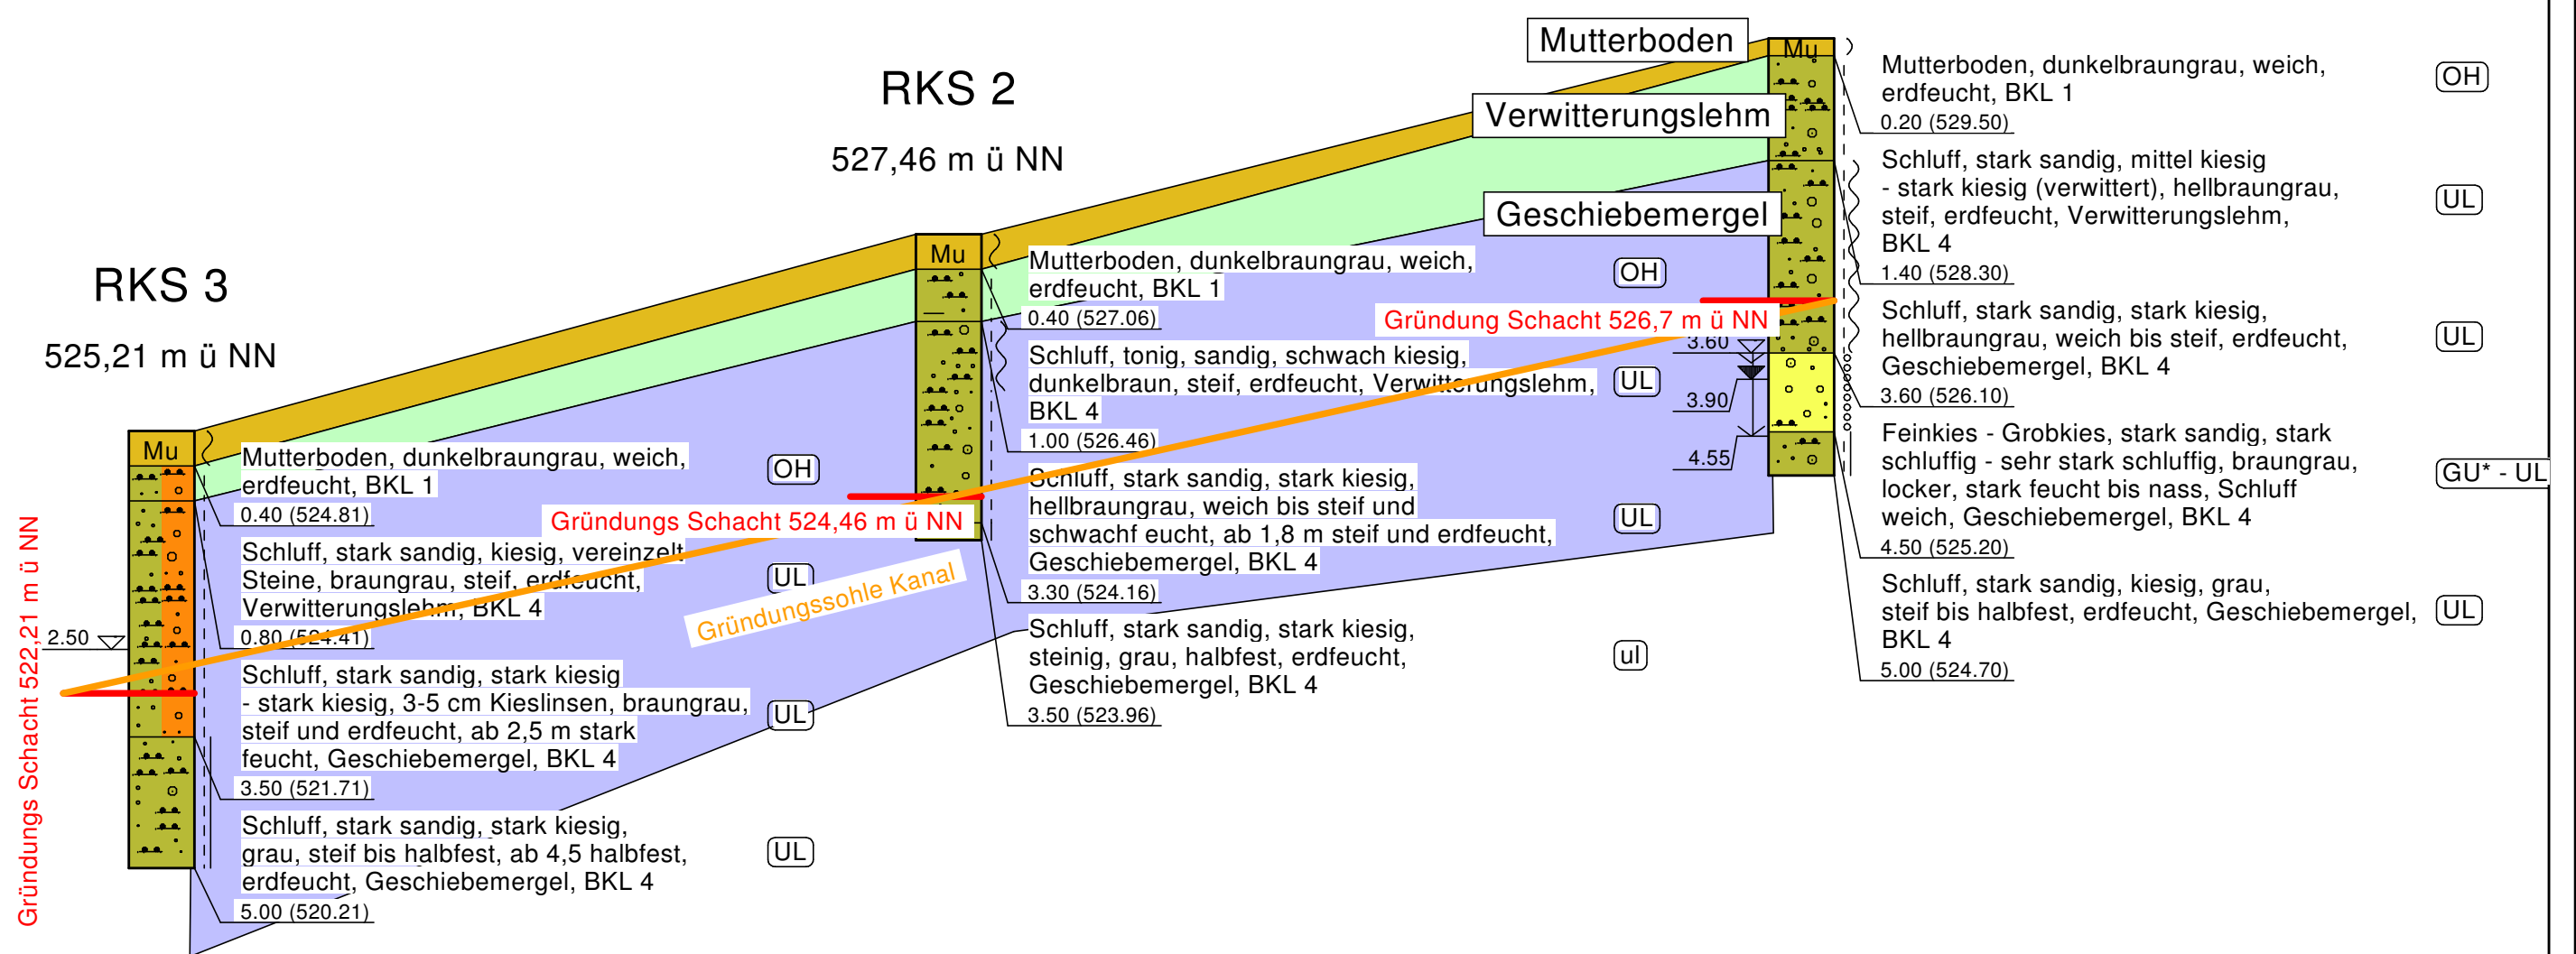 RKS 3
525,21 m ü NN
Mu
Mutterboden, dunkelbraungrau, weich,
erdfeucht, BKL 1
OH
0.40 (524.81)
Schluff, stark sandig, kiesig, vereinzelt
Steine, braungrau, steif, erdfeucht,
Verwitterungslehm, BKL 4
UL
0.80 (524.41)
2.50
Schluff, stark sandig, stark kiesig
- stark kiesig, 3-5 cm Kieslinsen, braungrau,
steif und erdfeucht, ab 2,5 m stark
feucht, Geschiebemergel, BKL 4
UL
3.50 (521.71)
Schluff, stark sandig, stark kiesig,
grau, steif bis halbfest, ab 4,5 halbfest,
erdfeucht, Geschiebemergel, BKL 4
UL
5.00 (520.21)
Gründungs Schacht 522,21 m ü NN
RKS 2
527,46 m ü NN
Mu
Mutterboden, dunkelbraungrau, weich,
erdfeucht, BKL 1
OH
0.40 (527.06)
Schluff, tonig, sandig, schwach kiesig,
dunkelbraun, steif, erdfeucht, Verwitterungslehm,
BKL 4
UL
1.00 (526.46)
Schluff, stark sandig, stark kiesig,
hellbraungrau, weich bis steif und
schwachf eucht, ab 1,8 m steif und erdfeucht,
Geschiebemergel, BKL 4
UL
3.30 (524.16)
Schluff, stark sandig, stark kiesig,
steinig, grau, halbfest, erdfeucht,
Geschiebemergel, BKL 4
ul
3.50 (523.96)
Gründungs Schacht 524,46 m ü NN
Gründungssohle Kanal
Mutterboden
Verwitterungslehm
Geschiebemergel
Gründung Schacht 526,7 m ü NN
3.60
3.90
4.55
Mu
Mutterboden, dunkelbraungrau, weich,
erdfeucht, BKL 1
OH
0.20 (529.50)
Schluff, stark sandig, mittel kiesig
- stark kiesig (verwittert), hellbraungrau,
steif, erdfeucht, Verwitterungslehm,
BKL 4
UL
1.40 (528.30)
Schluff, stark sandig, stark kiesig,
hellbraungrau, weich bis steif, erdfeucht,
Geschiebemergel, BKL 4
UL
3.60 (526.10)
Feinkies - Grobkies, stark sandig, stark
schluffig - sehr stark schluffig, braungrau,
locker, stark feucht bis nass, Schluff
weich, Geschiebemergel, BKL 4
GU* - UL
4.50 (525.20)
Schluff, stark sandig, kiesig, grau,
steif bis halbfest, erdfeucht, Geschiebemergel,
BKL 4
UL
5.00 (524.70)